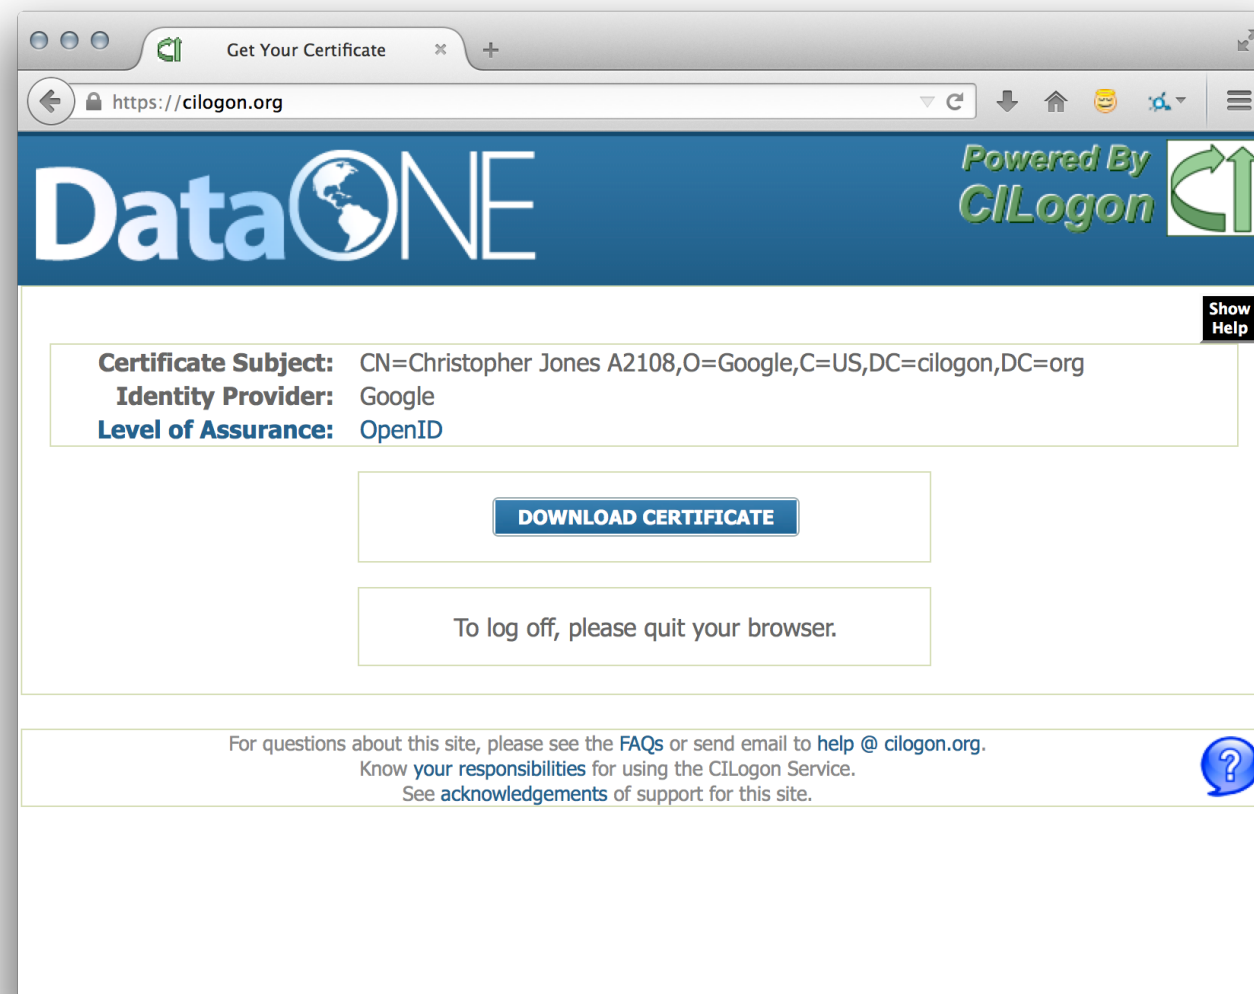 Get Your Certificate
https://cilogon.org
DataONE
Powered By
CILogon
Show
Help
Certificate Subject: CN=Christopher Jones A2108,O=Google,C=US,DC=cilogon,DC=org
Identity Provider: Google
Level of Assurance: OpenID
DOWNLOAD CERTIFICATE
To log off, please quit your browser.
For questions about this site, please see the FAQs or send email to help @ cilogon.org.
Know your responsibilities for using the CILogon Service.
See acknowledgements of support for this site.